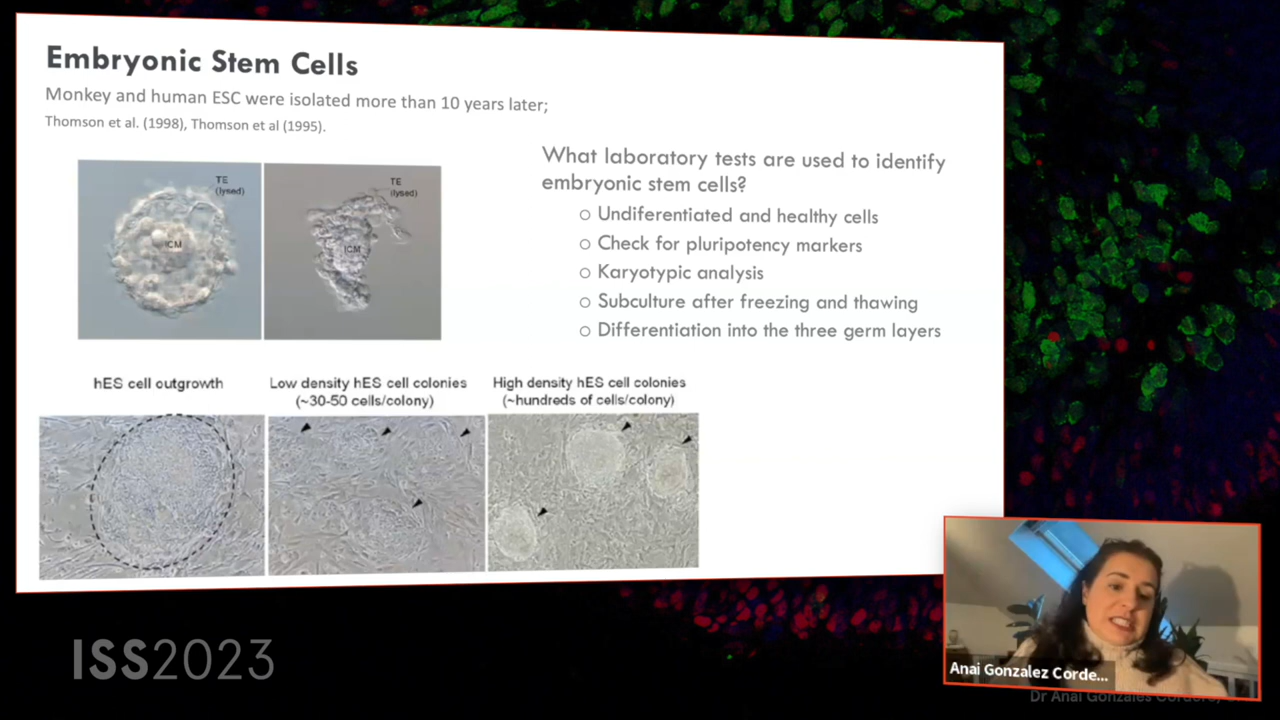 Embryonic Stem Cells
Monkey and human ESC were isolated more than 10 years later;
Thomson et al. (1998), Thomson et al (1995).
TE
(lysed)
ICM
TE
(lysed)
ICM
What laboratory tests are used to identify
embryonic stem cells?
Undiferentiated and healthy cells
Check for pluripotency markers
Karyotypic analysis
Subculture after freezing and thawing
Differentiation into the three germ layers
hES cell outgrowth
Low density hES cell colonies
(~30-50 cells/colony)
High density hES cell colonies
(~hundreds of cells/colony)
ISS2023
Anai Gonzalez Corde...
Dr Anai Gonzales Cordero,